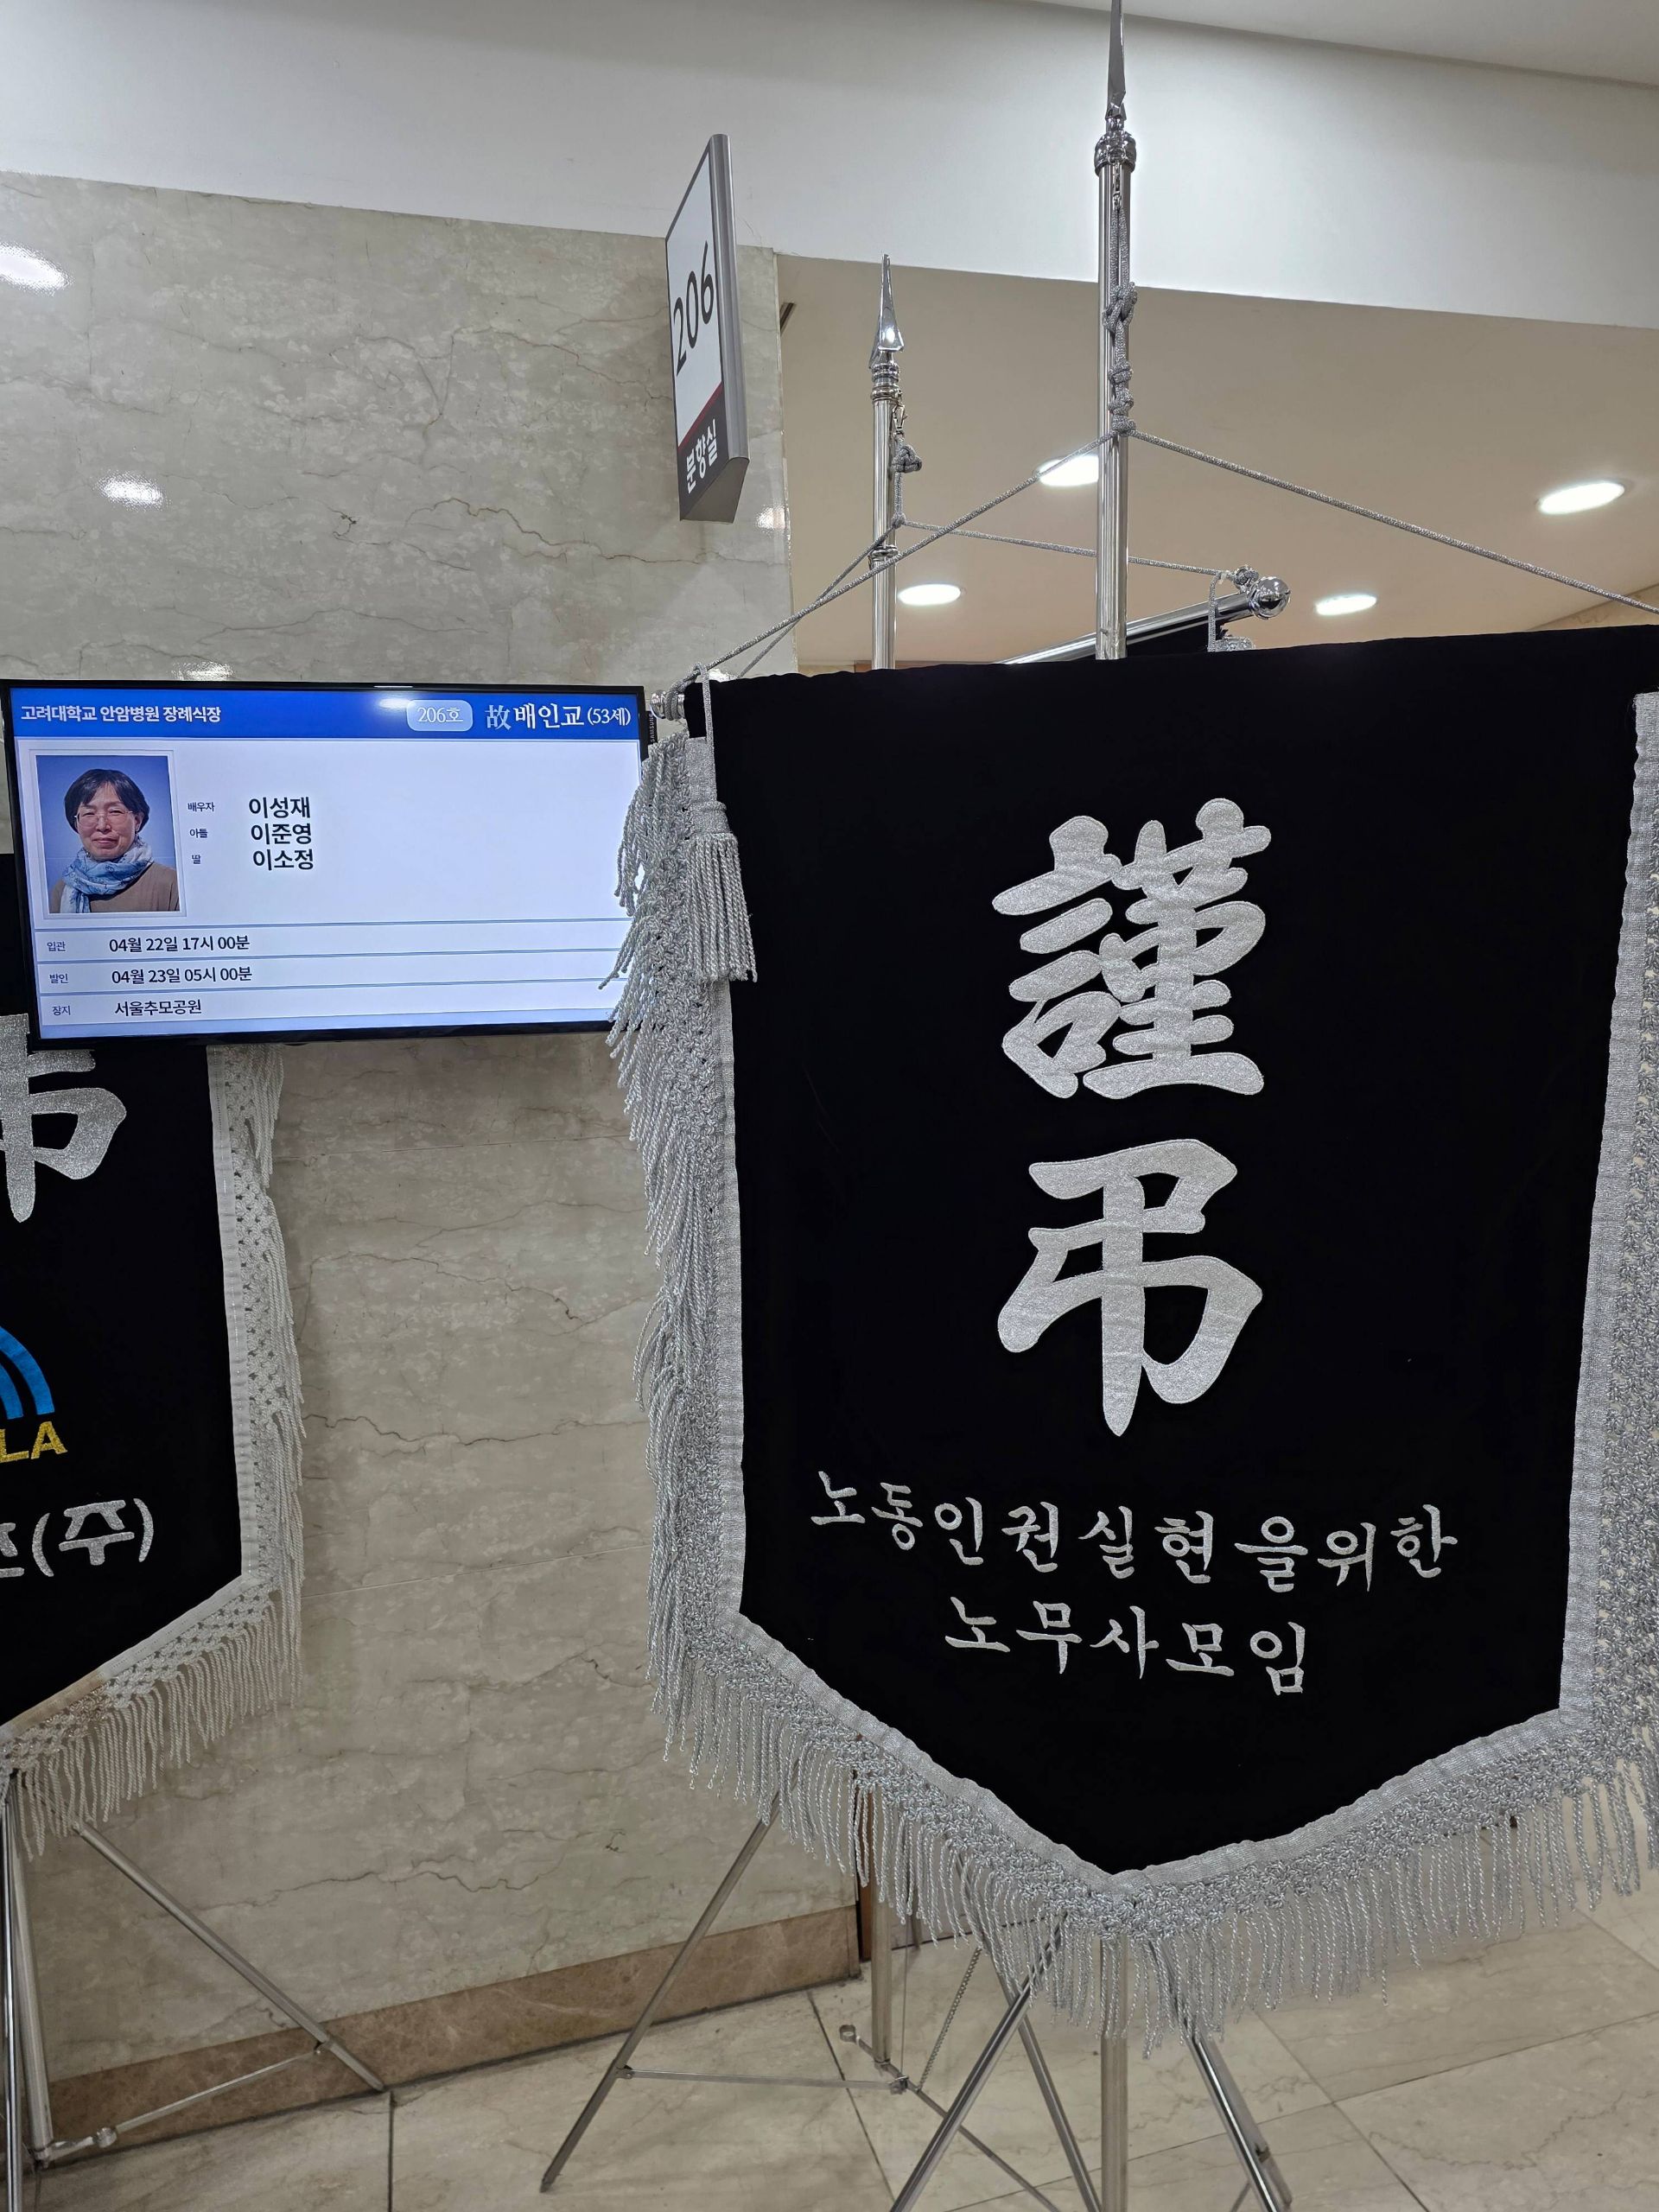 206
분향실
고려대학교 안암병원 장례식장
206호 故 배인교 (53세)
배우자 이성재
아들 이준영
딸 이소정
입관 04월 22일 17시 00분
발인 04월 23일 05시 00분
장지 서울추모공원
謹
弔
노동인권실현을위한
노무사모임
弔
LA
(주)